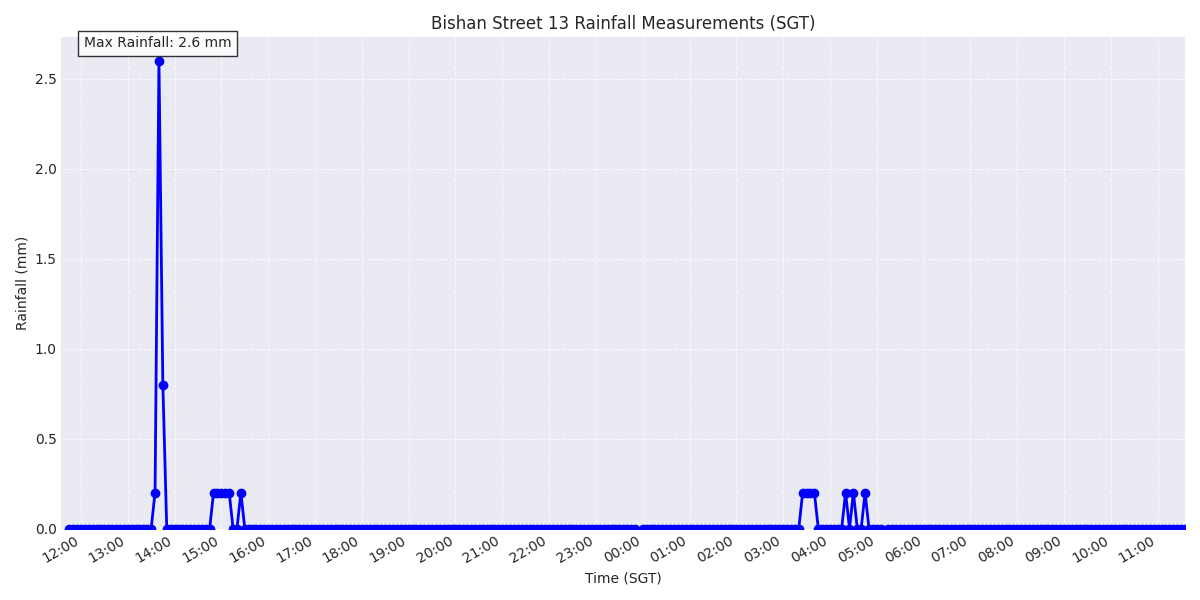 Bishan Street 13 Rainfall Measurements (SGT)
Max Rainfall: 2.6 mm
Rainfall (mm)
2.5
2.0
1.5
1.0
0.5
0.0
12:00 13:00 14:00 15:00 16:00 17:00 18:00 19:00 20:00 21:00 22:00 23:00 00:00 01:00 02:00 03:00 04:00 05:00 06:00 07:00 08:00 09:00 10:00 11:00
Time (SGT)